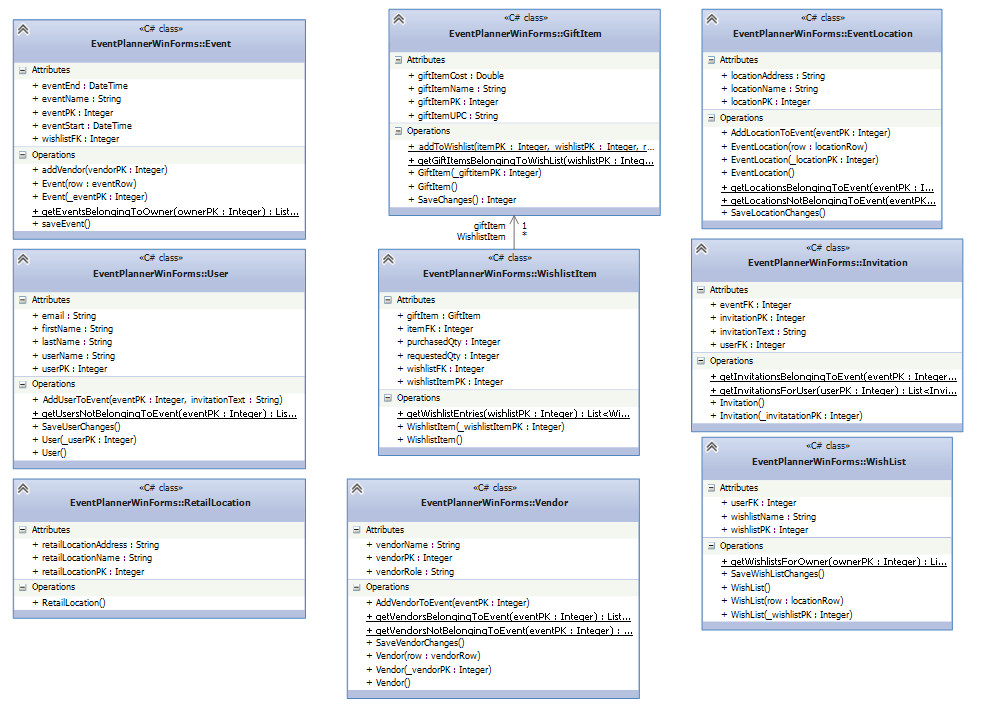 «C# class»
EventPlannerWinForms::Event
Attributes
+ eventEnd : DateTime
+ eventName : String
+ eventPK : Integer
+ eventStart : DateTime
+ wishlistFK : Integer
Operations
+ addVendor(vendorPK : Integer)
+ Event(row : eventRow)
+ Event(_eventPK : Integer)
+ getEventsBelongingToOwner(ownerPK : Integer) : List...
+ saveEvent()
«C# class»
EventPlannerWinForms::GiftItem
Attributes
+ giftItemCost : Double
+ giftItemName : String
+ giftItemPK : Integer
+ giftItemUPC : String
Operations
+ addToWishlist(itemPK : Integer, wishlistPK : Integer, r...
+ getGiftItemsBelongingToWishList(wishlistPK : Integ...
+ GiftItem(_giftitemPK : Integer)
+ GiftItem()
+ SaveChanges() : Integer
«C# class»
EventPlannerWinForms::EventLocation
Attributes
+ locationAddress : String
+ locationName : String
+ locationPK : Integer
Operations
+ AddLocationToEvent(eventPK : Integer)
+ EventLocation(row : locationRow)
+ EventLocation(_locationPK : Integer)
+ EventLocation()
+ getLocationsBelongingToEvent(eventPK : I...
+ getLocationsNotBelongingToEvent(eventPK...
+ SaveLocationChanges()
giftItem 1
WishlistItem *
«C# class»
EventPlannerWinForms::User
Attributes
+ email : String
+ firstName : String
+ lastName : String
+ userName : String
+ userPK : Integer
Operations
+ AddUserToEvent(eventPK : Integer, invitationText : String)
+ getUsersNotBelongingToEvent(eventPK : Integer) : Lis...
+ SaveUserChanges()
+ User(_userPK : Integer)
+ User()
«C# class»
EventPlannerWinForms::WishlistItem
Attributes
+ giftItem : GiftItem
+ itemFK : Integer
+ purchasedQty : Integer
+ requestedQty : Integer
+ wishlistFK : Integer
+ wishlistItemPK : Integer
Operations
+ getWishlistEntries(wishlistPK : Integer) : List<Wi...
+ WishlistItem(_wishlistItemPK : Integer)
+ WishlistItem()
«C# class»
EventPlannerWinForms::Invitation
Attributes
+ eventFK : Integer
+ invitationPK : Integer
+ invitationText : String
+ userFK : Integer
Operations
+ getInvitationsBelongingToEvent(eventPK : Integer...
+ getInvitationsForUser(userPK : Integer) : List<Invi...
+ Invitation()
+ Invitation(_invitatationPK : Integer)
«C# class»
EventPlannerWinForms::RetailLocation
Attributes
+ retailLocationAddress : String
+ retailLocationName : String
+ retailLocationPK : Integer
Operations
+ RetailLocation()
«C# class»
EventPlannerWinForms::Vendor
Attributes
+ vendorName : String
+ vendorPK : Integer
+ vendorRole : String
Operations
+ AddVendorToEvent(eventPK : Integer)
+ getVendorsBelongingToEvent(eventPK : Integer) : List...
+ getVendorsNotBelongingToEvent(eventPK : Integer) : ...
+ SaveVendorChanges()
+ Vendor(row : vendorRow)
+ Vendor(_vendorPK : Integer)
+ Vendor()
«C# class»
EventPlannerWinForms::WishList
Attributes
+ userFK : Integer
+ wishlistName : String
+ wishlistPK : Integer
Operations
+ getWishlistsForOwner(ownerPK : Integer) : Li...
+ SaveWishListChanges()
+ WishList()
+ WishList(row : locationRow)
+ WishList(_wishlistPK : Integer)